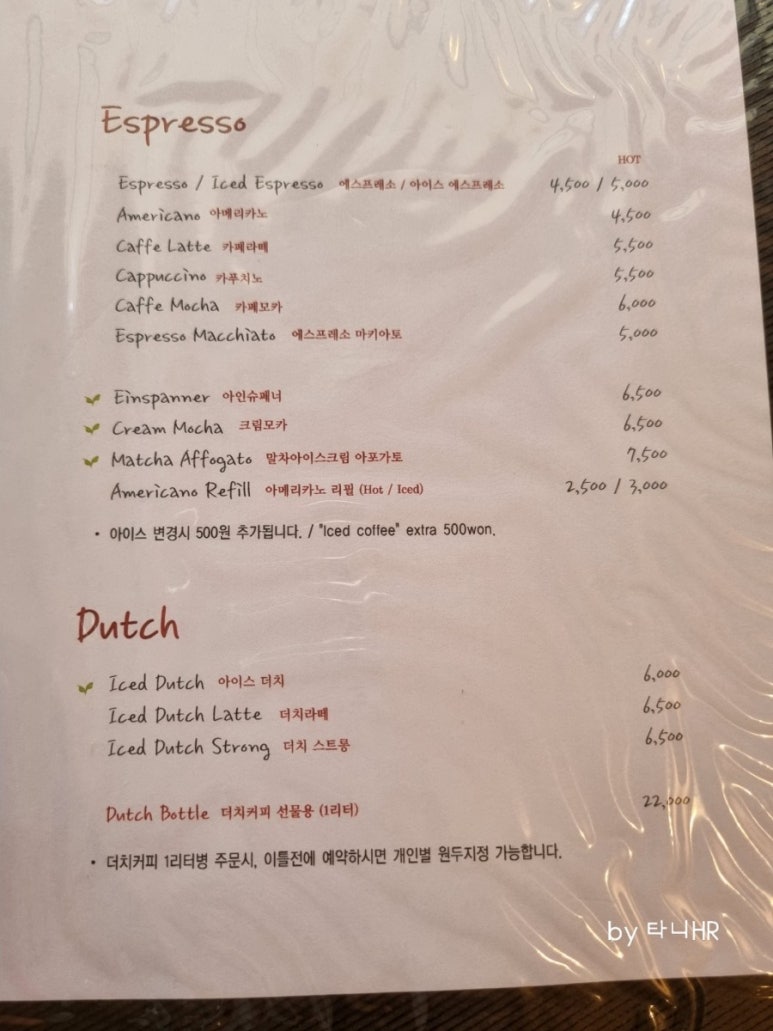 Espresso
HOT
Espresso / Iced Espresso 에스프레소 / 아이스 에스프레소 4,500 / 5,000
Americano 아메리카노 4,500
Caffe Latte 카페라떼 5,500
Cappuccino 카푸치노 5,500
Caffe Mocha 카페모카 6,000
Espresso Macchiato 에스프레소 마키아토 5,000
Einspanner 아인슈페너 6,500
Cream Mocha 크림모카 6,500
Matcha Affogato 말차아이스크림 아포가토 7,500
Americano Refill 아메리카노 리필 (Hot / Iced) 2,500 / 3,000
• 아이스 변경시 500원 추가됩니다. / "Iced coffee" extra 500won.
Dutch
Iced Dutch 아이스 더치 6,000
Iced Dutch Latte 더치라떼 6,500
Iced Dutch Strong 더치 스트롱 6,500
Dutch Bottle 더치커피 선물용 (1리터) 22,000
• 더치커피 1리터병 주문시, 이틀전에 예약하시면 개인별 원두지정 가능합니다.
by 타니HR